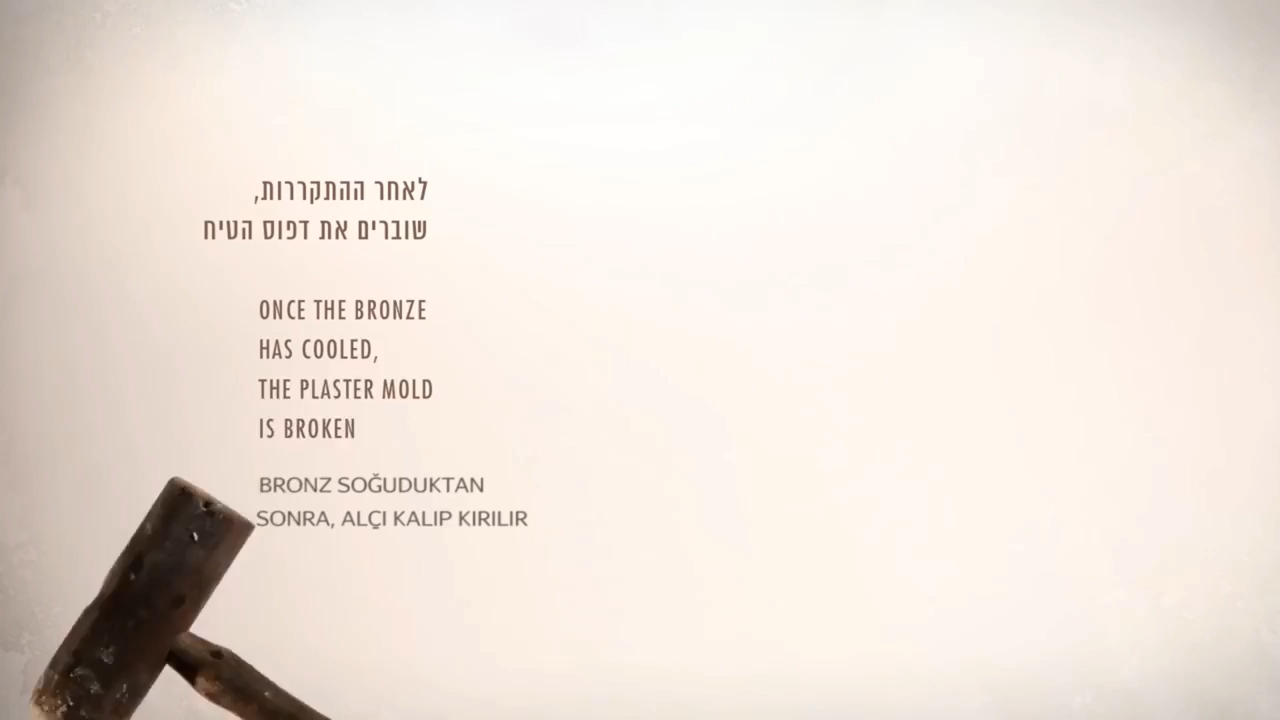 לאחר ההתקררות,
שוברים את דפוס הטיח
ONCE THE BRONZE
HAS COOLED,
THE PLASTER MOLD
IS BROKEN
BRONZ SOĞUDUKTAN
SONRA, ALÇI KALIP KIRILIR